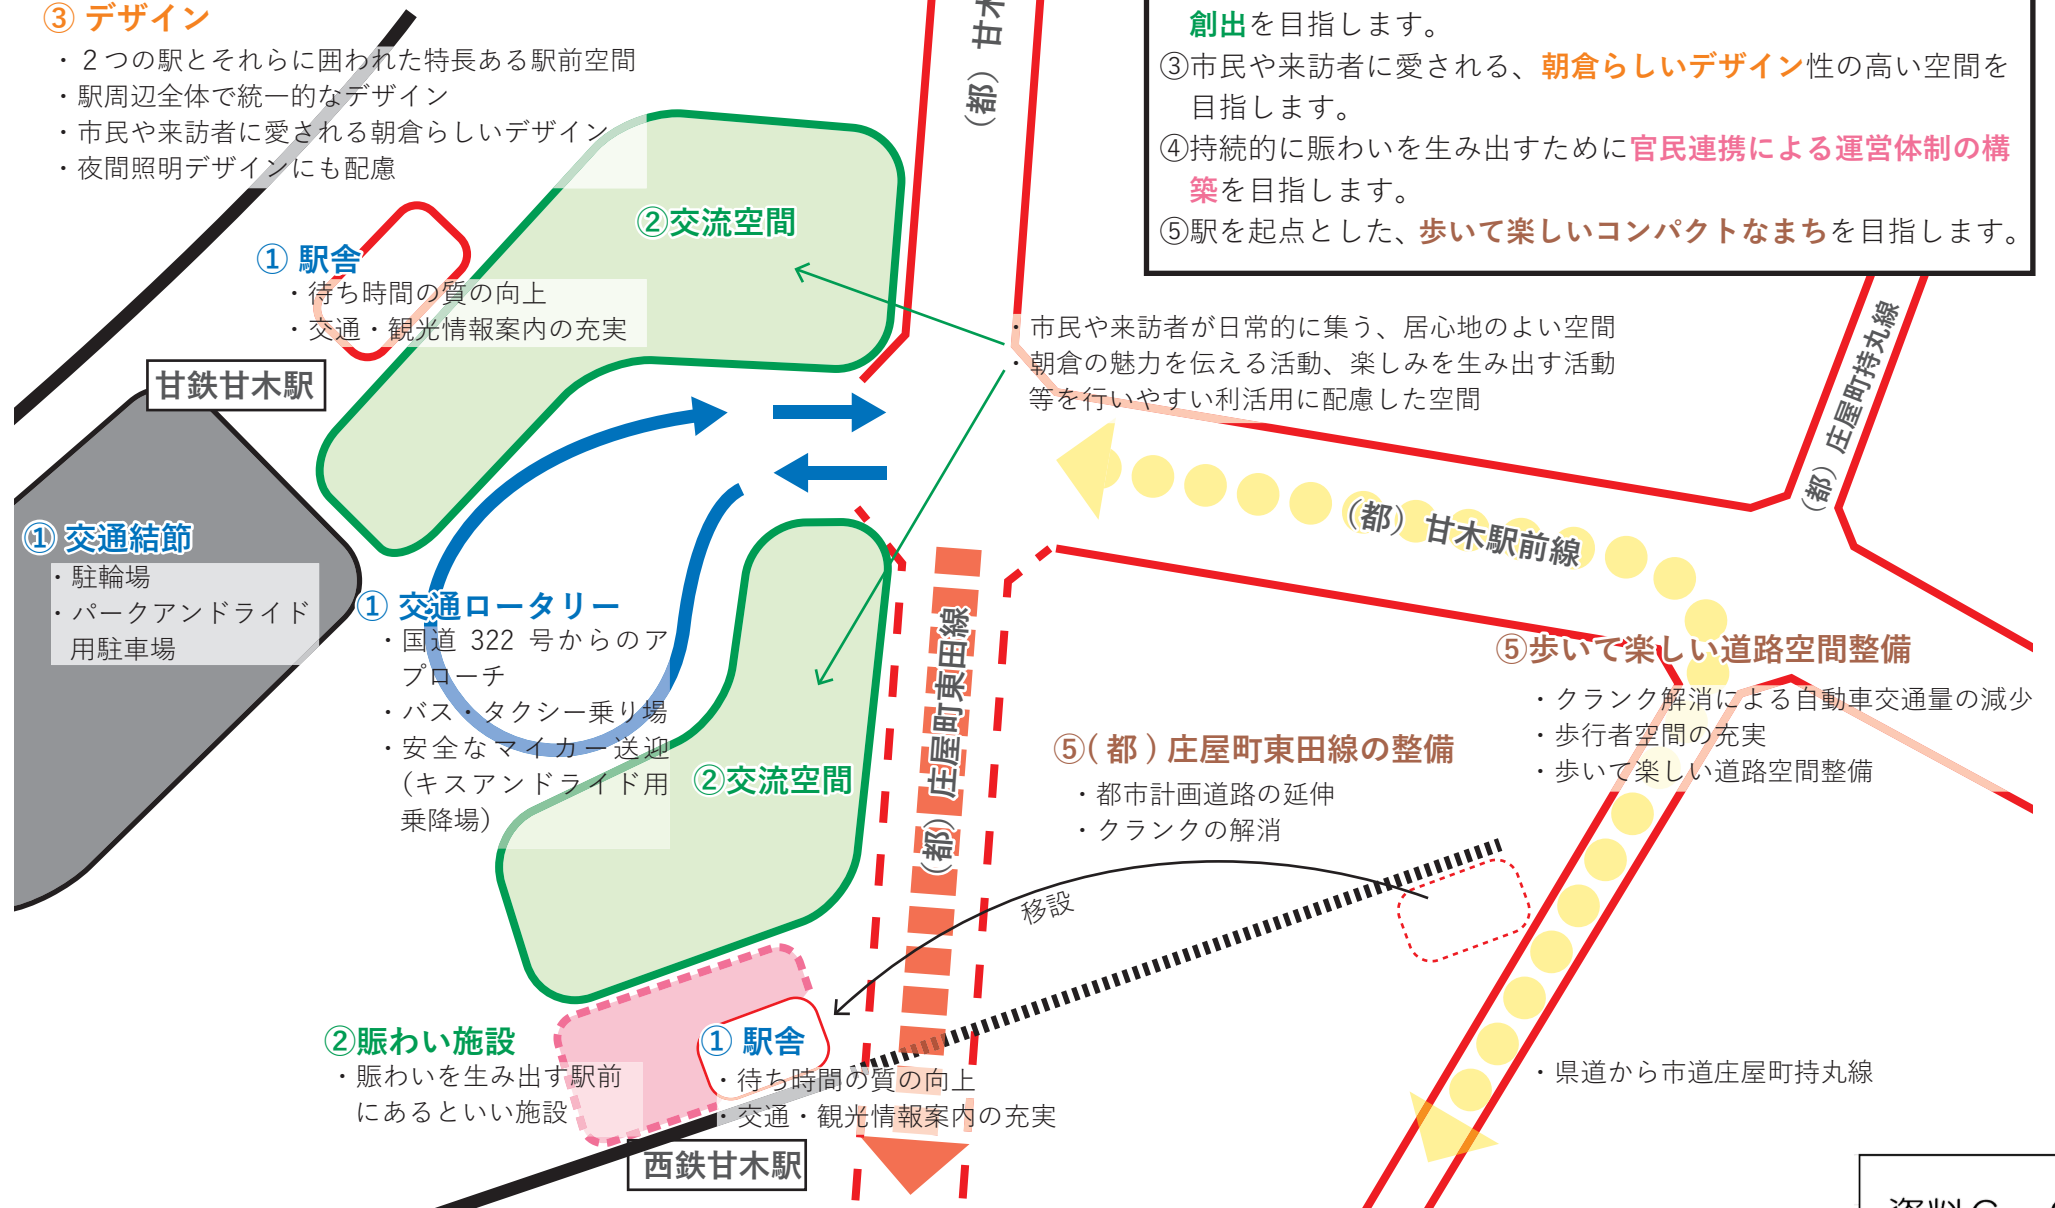 ③ デザイン
・２つの駅とそれらに囲われた特長ある駅前空間
・駅周辺全体で統一的なデザイン
・市民や来訪者に愛される朝倉らしいデザイン
・夜間照明デザインにも配慮
（都）甘木
創出を目指します。
③市民や来訪者に愛される、朝倉らしいデザイン性の高い空間を
目指します。
④持続的に賑わいを生み出すために官民連携による運営体制の構
築を目指します。
⑤駅を起点とした、歩いて楽しいコンパクトなまちを目指します。
②交流空間
① 駅舎
・待ち時間の質の向上
・交通・観光情報案内の充実
甘鉄甘木駅
・市民や来訪者が日常的に集う、居心地のよい空間
・朝倉の魅力を伝える活動、楽しみを生み出す活動
等を行いやすい利活用に配慮した空間
（都）庄屋町持丸線
（都）甘木駅前線
① 交通結節
・駐輪場
・パークアンドライド
用駐車場
① 交通ロータリー
・国道 322 号からのア
プローチ
・バス・タクシー乗り場
・安全なマイカー送迎
（キスアンドライド用
乗降場）
②交流空間
（都）庄屋町東田線
⑤( 都 ) 庄屋町東田線の整備
・都市計画道路の延伸
・クランクの解消
⑤歩いて楽しい道路空間整備
・クランク解消による自動車交通量の減少
・歩行者空間の充実
・歩いて楽しい道路空間整備
移設
②賑わい施設
・賑わいを生み出す駅前
にあるといい施設
① 駅舎
・待ち時間の質の向上
・交通・観光情報案内の充実
西鉄甘木駅
・県道から市道庄屋町持丸線